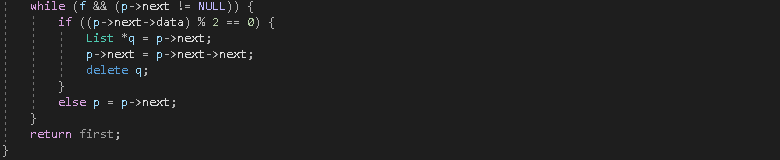 while (f && (p->next != NULL)) {
if ((p->next->data) % 2 == 0) {
List *q = p->next;
p->next = p->next->next;
delete q;
}
else p = p->next;
}
return first;
}